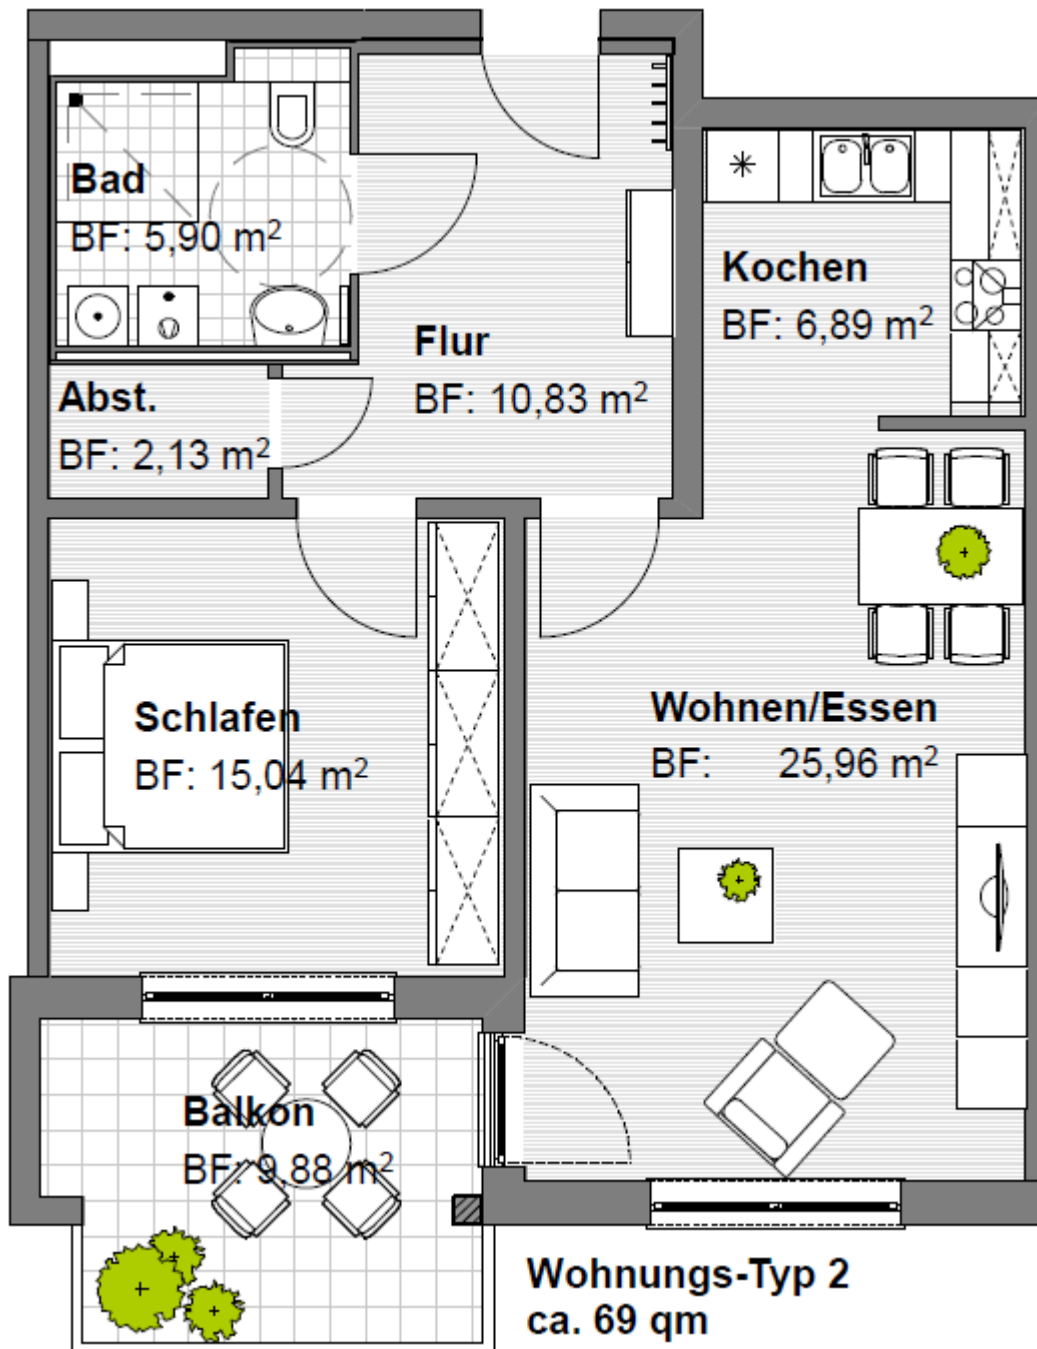 Bad
BF: 5,90 m²
Kochen
BF: 6,89 m²
Flur
BF: 10,83 m²
Abst.
BF: 2,13 m²
Schlafen
BF: 15,04 m²
Wohnen/Essen
BF: 25,96 m²
Balkon
BF: 9,88 m²
Wohnungs-Typ 2
ca. 69 qm